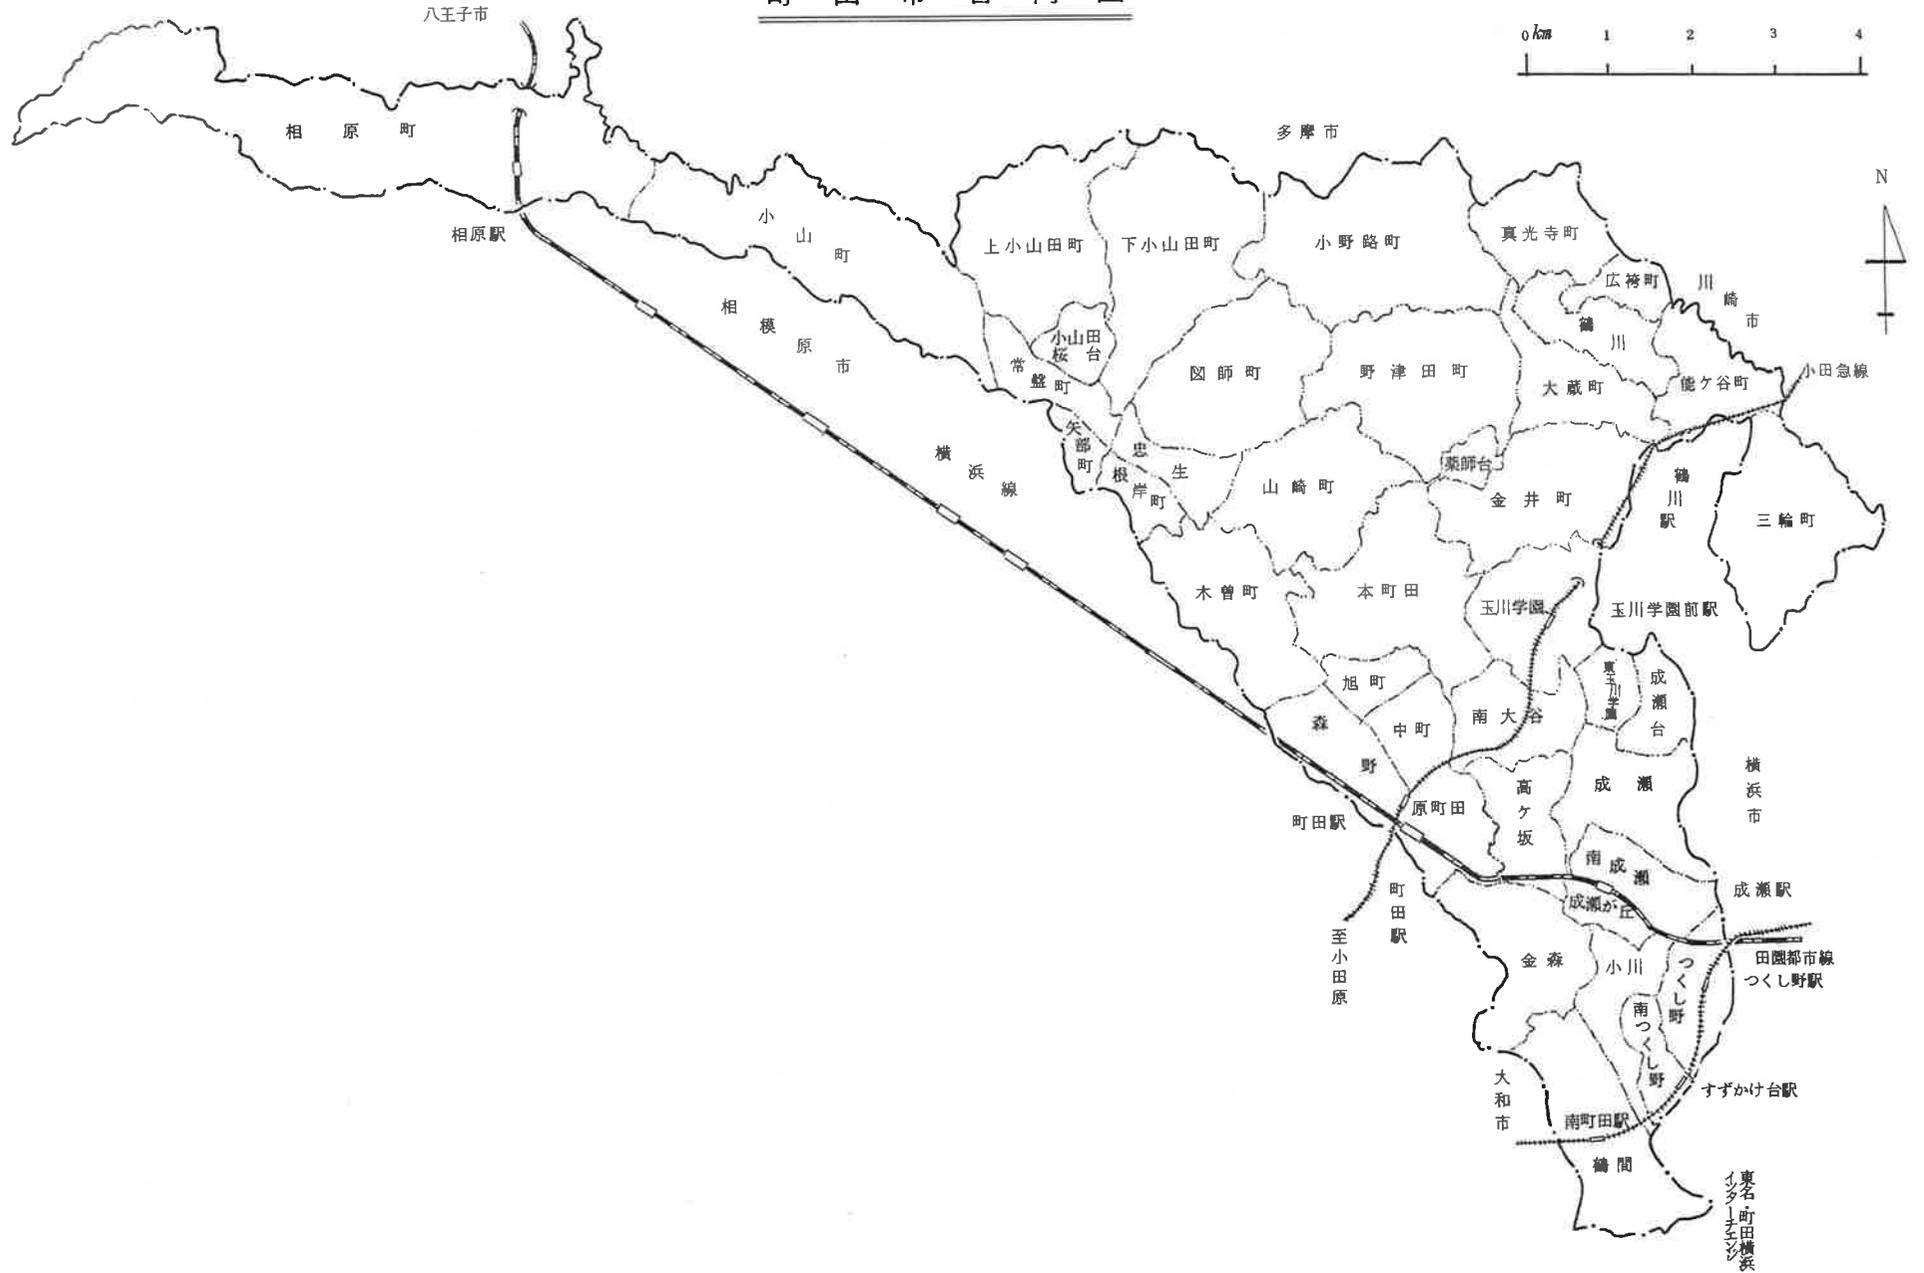 八王子市
0 km 1 2 3 4
N
多摩市
相原町
相原駅
小山町
相模原市
横浜線
上小山田町
下小山田町
小野路町
真光寺町
広袴町
川崎市
鶴川
小山田桜台
常盤町
図師町
野津田町
大蔵町
能ケ谷町
小田急線
矢部町
忠生
根岸町
山崎町
薬師台
金井町
鶴川駅
三輪町
木曽町
本町田
玉川学園
玉川学園前駅
旭町
森野
中町
南大谷
東玉川学園
成瀬台
横浜市
成瀬
高ケ坂
原町田
町田駅
町田駅
至小田原
南成瀬
成瀬駅
成瀬が丘
金森
小川
つくし野
田園都市線
つくし野駅
南つくし野
すずかけ台駅
大和市
南町田駅
鶴間
東名・町田横浜
インターチエンジ